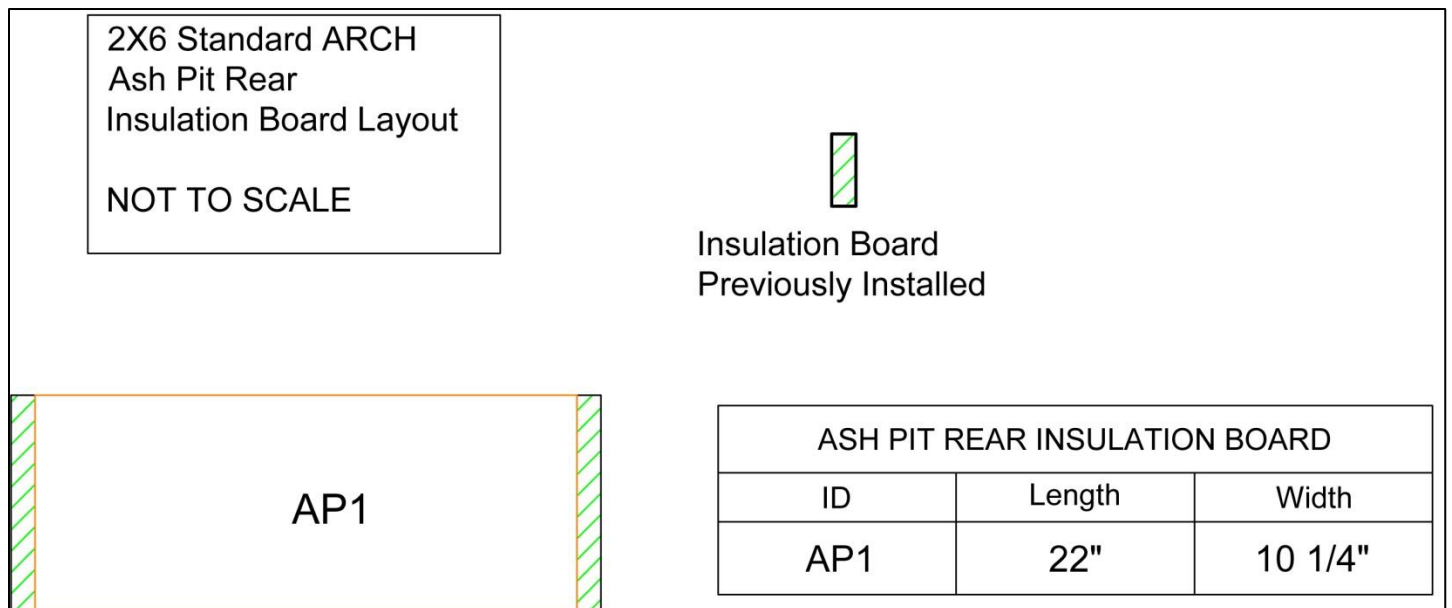 2X6 Standard ARCH
Ash Pit Rear
Insulation Board Layout
NOT TO SCALE
Insulation Board
Previously Installed
AP1
ASH PIT REAR INSULATION BOARD
ID Length Width
AP1 22" 10 1/4"